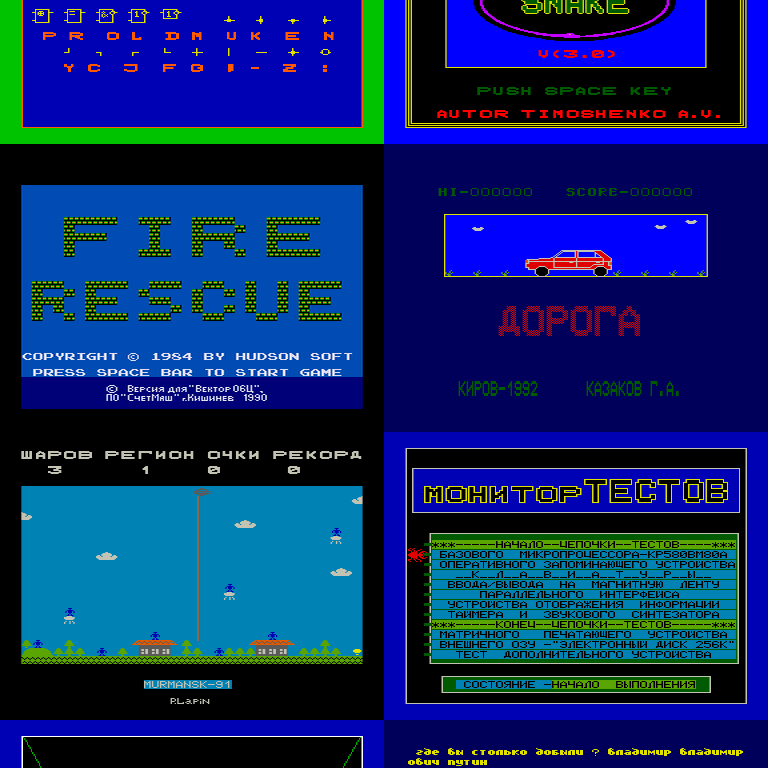 P R O L D M U K E N
Y C J F G - Z :
SNAKE
V(3.0)
PUSH SPACE KEY
AUTOR TIMOSHENKO A.V.
FIRE
RESCUE
COPYRIGHT © 1984 BY HUDSON SOFT
PRESS SPACE BAR TO START GAME
© Версия для "Вектор 06Ц",
ПО "СчетМаш" г.Кишинев 1990
HI-000000 SCORE-000000
ДОРОГА
КИРОВ-1992 КАЗАКОВ Г.А.
ШАРОВ РЕГИОН ОЧКИ РЕКОРД
3 1 0 0
MURMANSK-91
P.Lapin
МОНИТОР ТЕСТОВ
***------НАЧАЛО--ЦЕПОЧКИ--ТЕСТОВ----***
БАЗОВОГО МИКРОПРОЦЕССОРА-КР580ВМ80А
ОПЕРАТИВНОГО ЗАПОМИНАЮЩЕГО УСТРОЙСТВА
__К__Л__А__В__И__А__Т__У__Р__Ы__
ВВОДА/ВЫВОДА НА МАГНИТНУЮ ЛЕНТУ
ПАРАЛЛЕЛЬНОГО ИНТЕРФЕЙСА
УСТРОЙСТВА ОТОБРАЖЕНИЯ ИНФОРМАЦИИ
ТАЙМЕРА И ЗВУКОВОГО СИНТЕЗАТОРА
***------КОНЕЦ--ЦЕПОЧКИ--ТЕСТОВ----***
МАТРИЧНОГО ПЕЧАТАЮЩЕГО УСТРОЙСТВА
ВНЕШНЕГО ОЗУ -"ЭЛЕКТРОННЫЙ ДИСК 256К"
ТЕСТ ДОПОЛНИТЕЛЬНОГО УСТРОЙСТВА
СОСТОЯНИЕ -НАЧАЛО ВЫПОЛНЕНИЯ
где бы столько добыли ? владимир владимир
обич путин